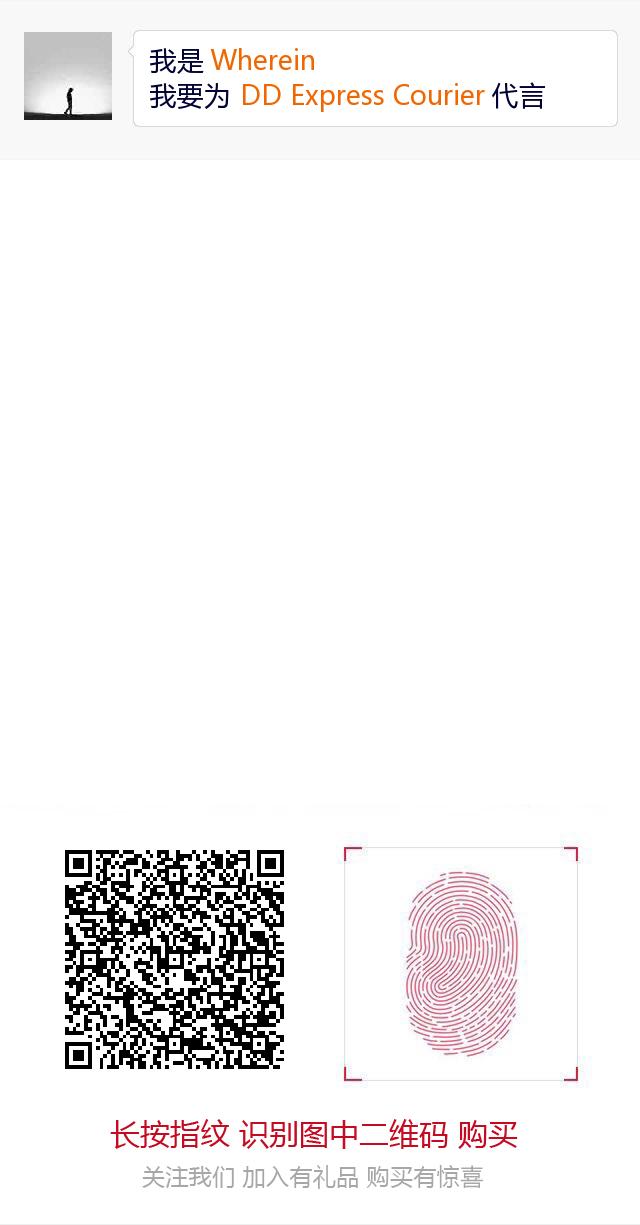 我是 Wherein
我要为 DD Express Courier 代言
长按指纹 识别图中二维码 购买
关注我们 加入有礼品 购买有惊喜